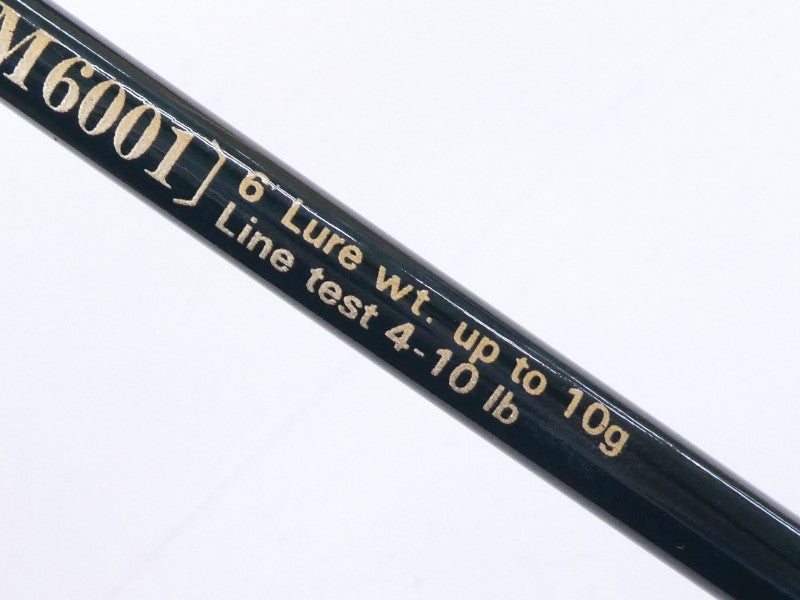 M6001]
6' Lure wt. up to 10g
Line test 4-10 lb